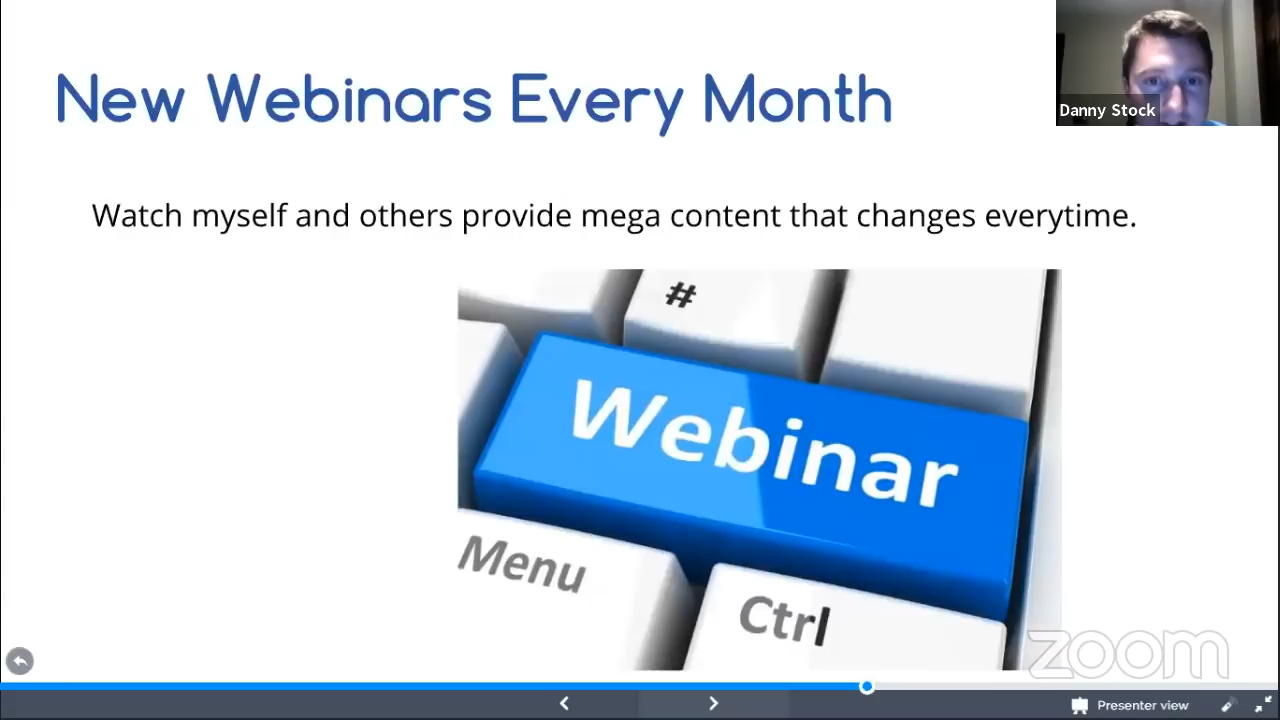 New Webinars Every Month
Danny Stock
Watch myself and others provide mega content that changes everytime.
#
Webinar
Menu
Ctrl
zoom
Presenter view